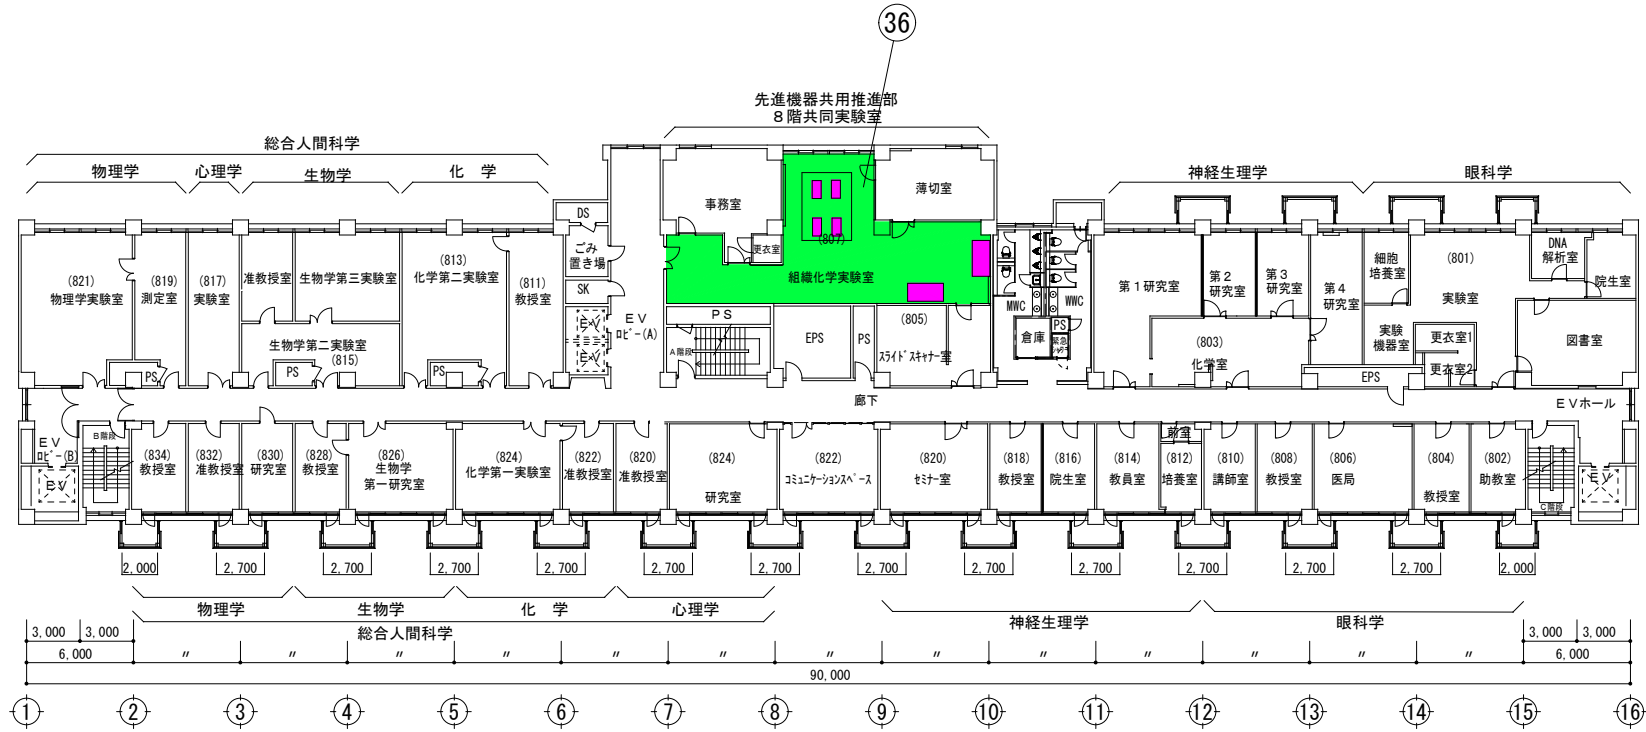 36
先進機器共用推進部
８階共同実験室
総合人間科学
物理学
心理学
生物学
化　学
神経生理学
眼科学
DS
ごみ
置き場
SK
EV
EV
ＥＶ
ﾛﾋﾞｰ(A)
事務室
更衣室
(807)
組織化学実験室
薄切室
(821)
物理学実験室
(819)
測定室
(817)
実験室
准教授室
生物学第三実験室
(813)
化学第二実験室
(811)
教授室
生物学第二実験室
(815)
PS
PS
PS
ＰＳ
Ａ階段
EPS
PS
(805)
ｽﾗｲﾄﾞｽｷｬﾅｰ室
MWC
WWC
倉庫
PS
緊急
ｼｬﾜｰ
第１研究室
第２
研究室
第３
研究室
第４
研究室
(803)
化学室
細胞
培養室
(801)
実験室
実験
機器室
更衣室1
更衣室2
EPS
DNA
解析室
院生室
図書室
廊下
ＥＶホール
ＥＶ
ﾛﾋﾞｰ(B)
EV
Ｂ階段
(834)
教授室
(832)
准教授室
(830)
研究室
(828)
教授室
(826)
生物学
第一研究室
(824)
化学第一実験室
(822)
准教授室
(820)
准教授室
(824)
研究室
(822)
ｺﾐｭﾆｹｰｼｮﾝｽﾍﾟｰｽ
(820)
ｾﾐﾅｰ室
(818)
教授室
(816)
院生室
(814)
教員室
前室
(812)
培養室
(810)
講師室
(808)
教授室
(806)
医局
(804)
教授室
(802)
助教室
Ｃ階段
EV
2,000
2,700
2,700
2,700
2,700
2,700
2,700
2,700
2,700
2,700
2,700
2,700
2,700
2,000
物理学
生物学
化　学
心理学
総合人間科学
神経生理学
眼科学
3,000
3,000
3,000
3,000
6,000
〃
〃
〃
〃
〃
〃
〃
〃
〃
〃
〃
〃
〃
6,000
90,000
1
2
3
4
5
6
7
8
9
10
11
12
13
14
15
16